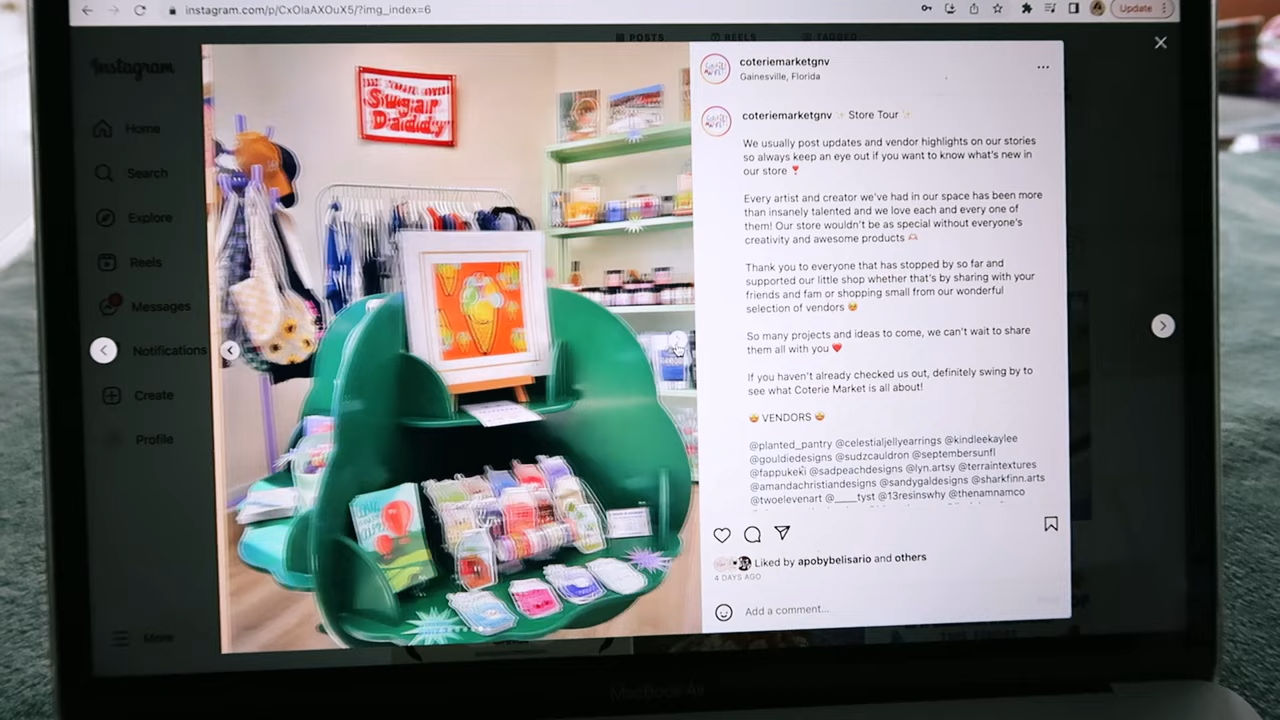 instagram.com/p/CxOlaAXOuX5/?img_index=6
Update
POSTS
REELS
TAGGED
Instagram
Home
Search
Explore
Reels
Messages
Notifications
Create
Profile
More
Sugar
Daddy
coteriemarketgnv
Gainesville, Florida
coteriemarketgnv ✨ Store Tour ✨
We usually post updates and vendor highlights on our stories
so always keep an eye out if you want to know what's new in
our store ❣️
Every artist and creator we've had in our space has been more
than insanely talented and we love each and every one of
them! Our store wouldn't be as special without everyone's
creativity and awesome products 🫶
Thank you to everyone that has stopped by so far and
supported our little shop whether that's by sharing with your
friends and fam or shopping small from our wonderful
selection of vendors 🥹
So many projects and ideas to come, we can't wait to share
them all with you ❤️
If you haven't already checked us out, definitely swing by to
see what Coterie Market is all about!
🤩 VENDORS 🤩
@planted_pantry @celestialjellyearrings @kindleekaylee
@gouldiedesigns @sudzcauldron @septembersunfl
@fappukeki @sadpeachdesigns @lyn.artsy @terraintextures
@amandachristiandesigns @sandygaldesigns @sharkfinn.arts
@twoelevenart @____tyst @13resinswhy @thenamnamco
Liked by apobybelisario and others
4 DAYS AGO
Add a comment...
MacBook Air